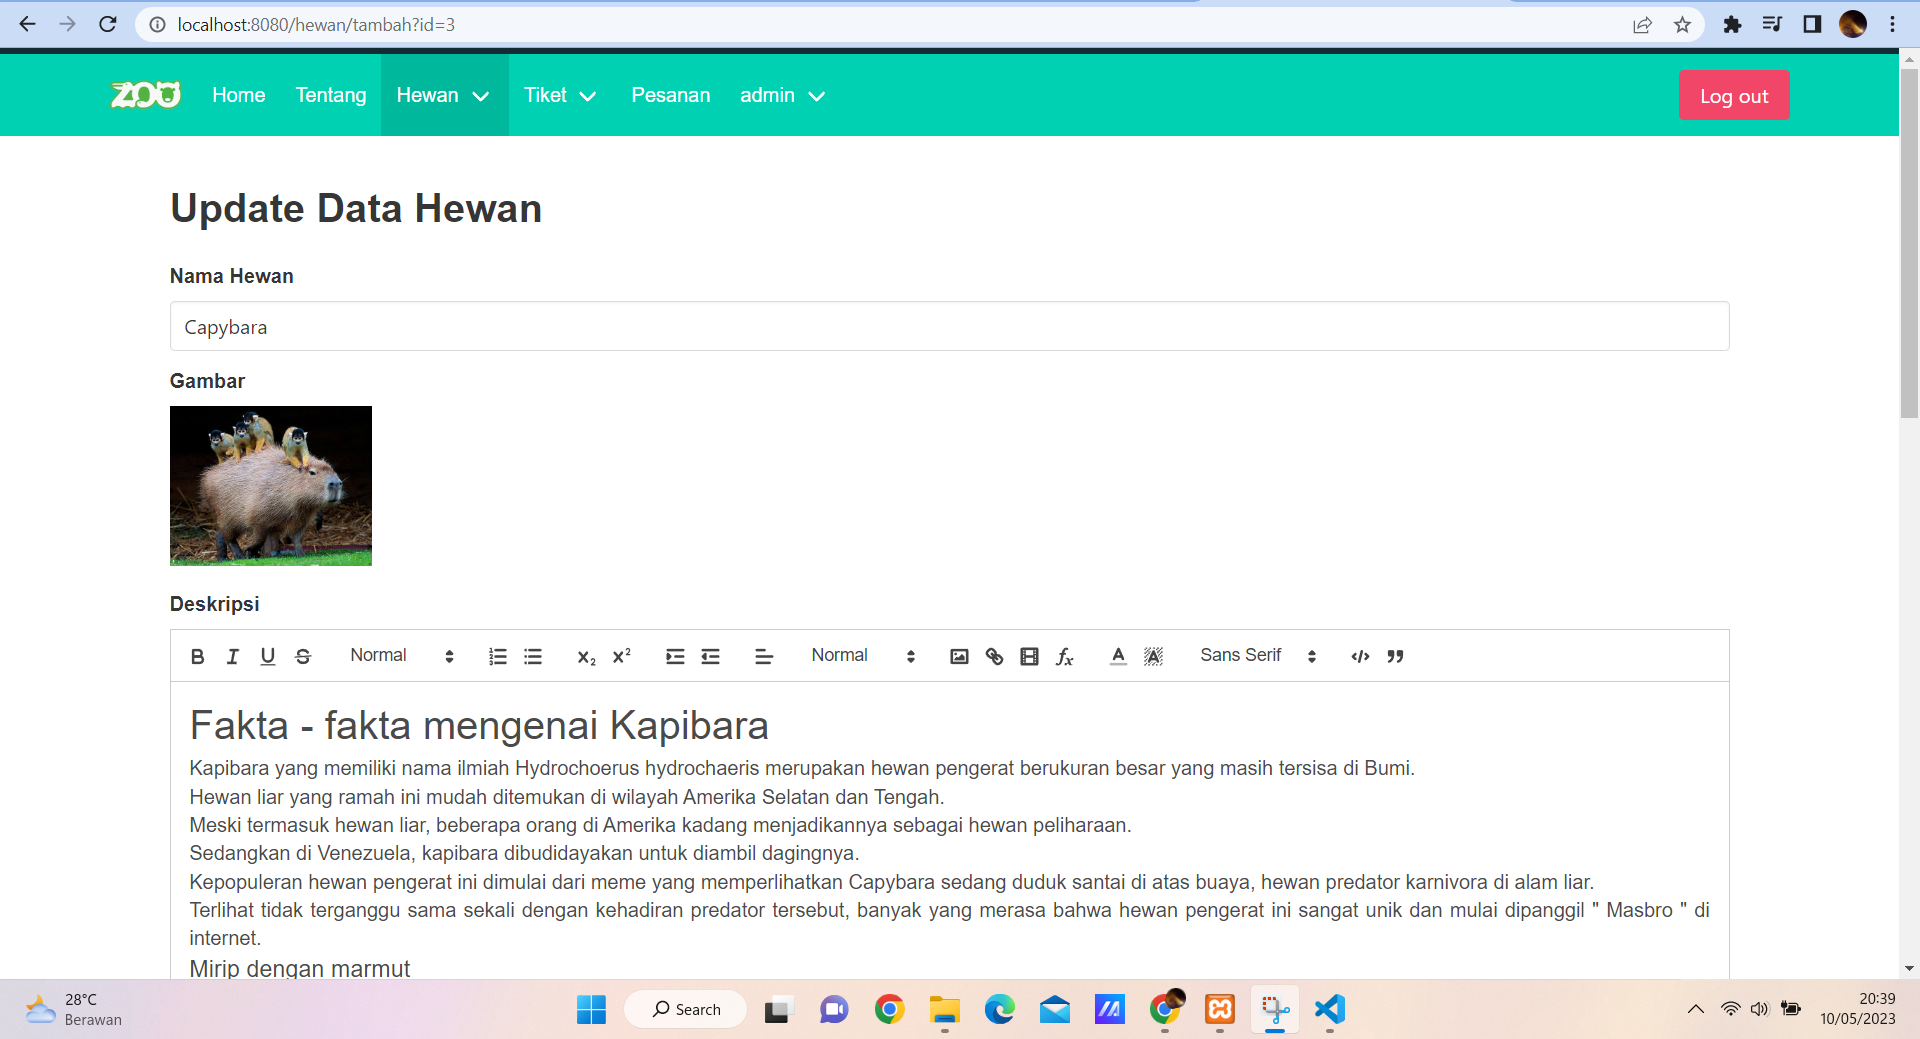 localhost:8080/hewan/tambah?id=3
ZOO Home Tentang Hewan Tiket Pesanan admin Log out
Update Data Hewan
Nama Hewan
Capybara
Gambar
Deskripsi
B I U S Normal X2 X2 Normal fx A A Sans Serif
Fakta - fakta mengenai Kapibara
Kapibara yang memiliki nama ilmiah Hydrochoerus hydrochaeris merupakan hewan pengerat berukuran besar yang masih tersisa di Bumi.
Hewan liar yang ramah ini mudah ditemukan di wilayah Amerika Selatan dan Tengah.
Meski termasuk hewan liar, beberapa orang di Amerika kadang menjadikannya sebagai hewan peliharaan.
Sedangkan di Venezuela, kapibara dibudidayakan untuk diambil dagingnya.
Kepopuleran hewan pengerat ini dimulai dari meme yang memperlihatkan Capybara sedang duduk santai di atas buaya, hewan predator karnivora di alam liar.
Terlihat tidak terganggu sama sekali dengan kehadiran predator tersebut, banyak yang merasa bahwa hewan pengerat ini sangat unik dan mulai dipanggil " Masbro " di
internet.
Mirip dengan marmut
28°C
Berawan
Search
20:39
10/05/2023